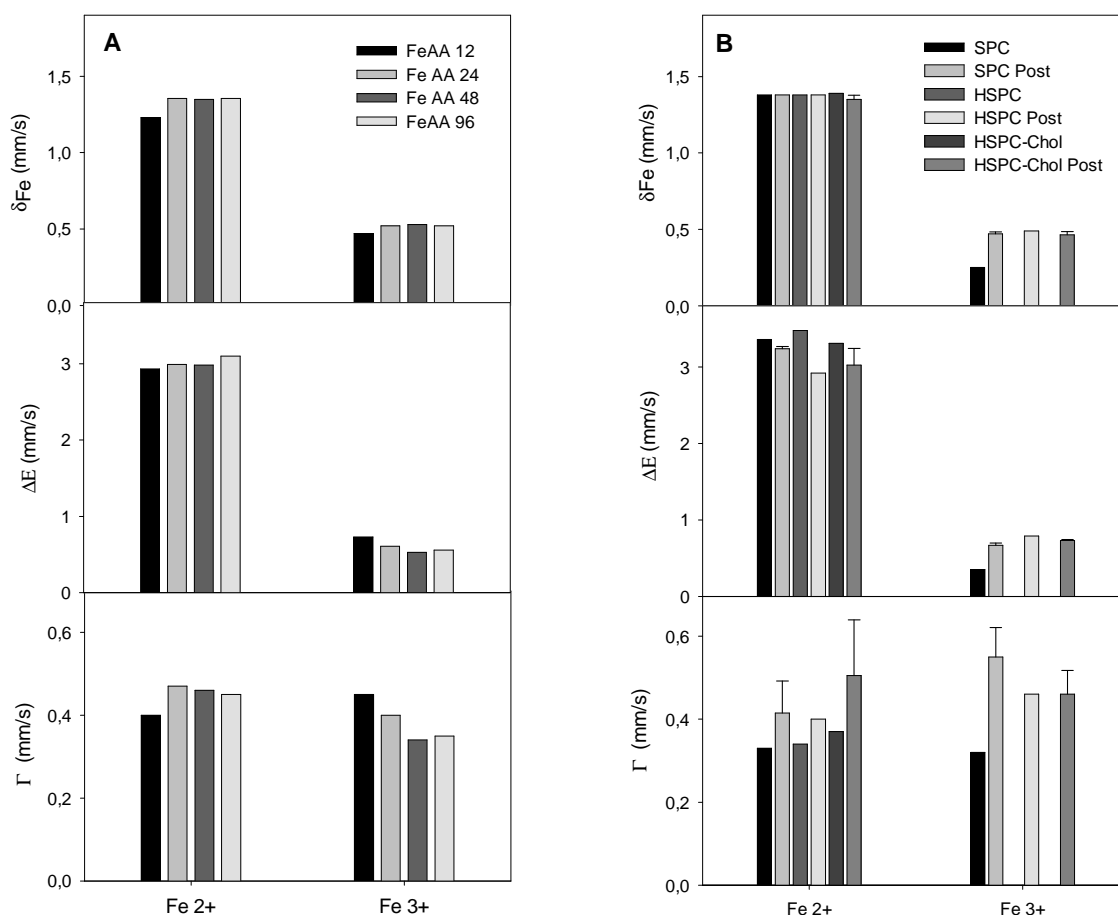 A
FeAA 12
Fe AA 24
Fe AA 48
FeAA 96
δFe (mm/s)
1,5
1,0
0,5
0,0
ΔE (mm/s)
3
2
1
0
Γ (mm/s)
0,6
0,4
0,2
0,0
Fe 2+ Fe 3+
B
SPC
SPC Post
HSPC
HSPC Post
HSPC-Chol
HSPC-Chol Post
δFe (mm/s)
1,5
1,0
0,5
0,0
ΔE (mm/s)
3
2
1
0
Γ (mm/s)
0,6
0,4
0,2
0,0
Fe 2+ Fe 3+